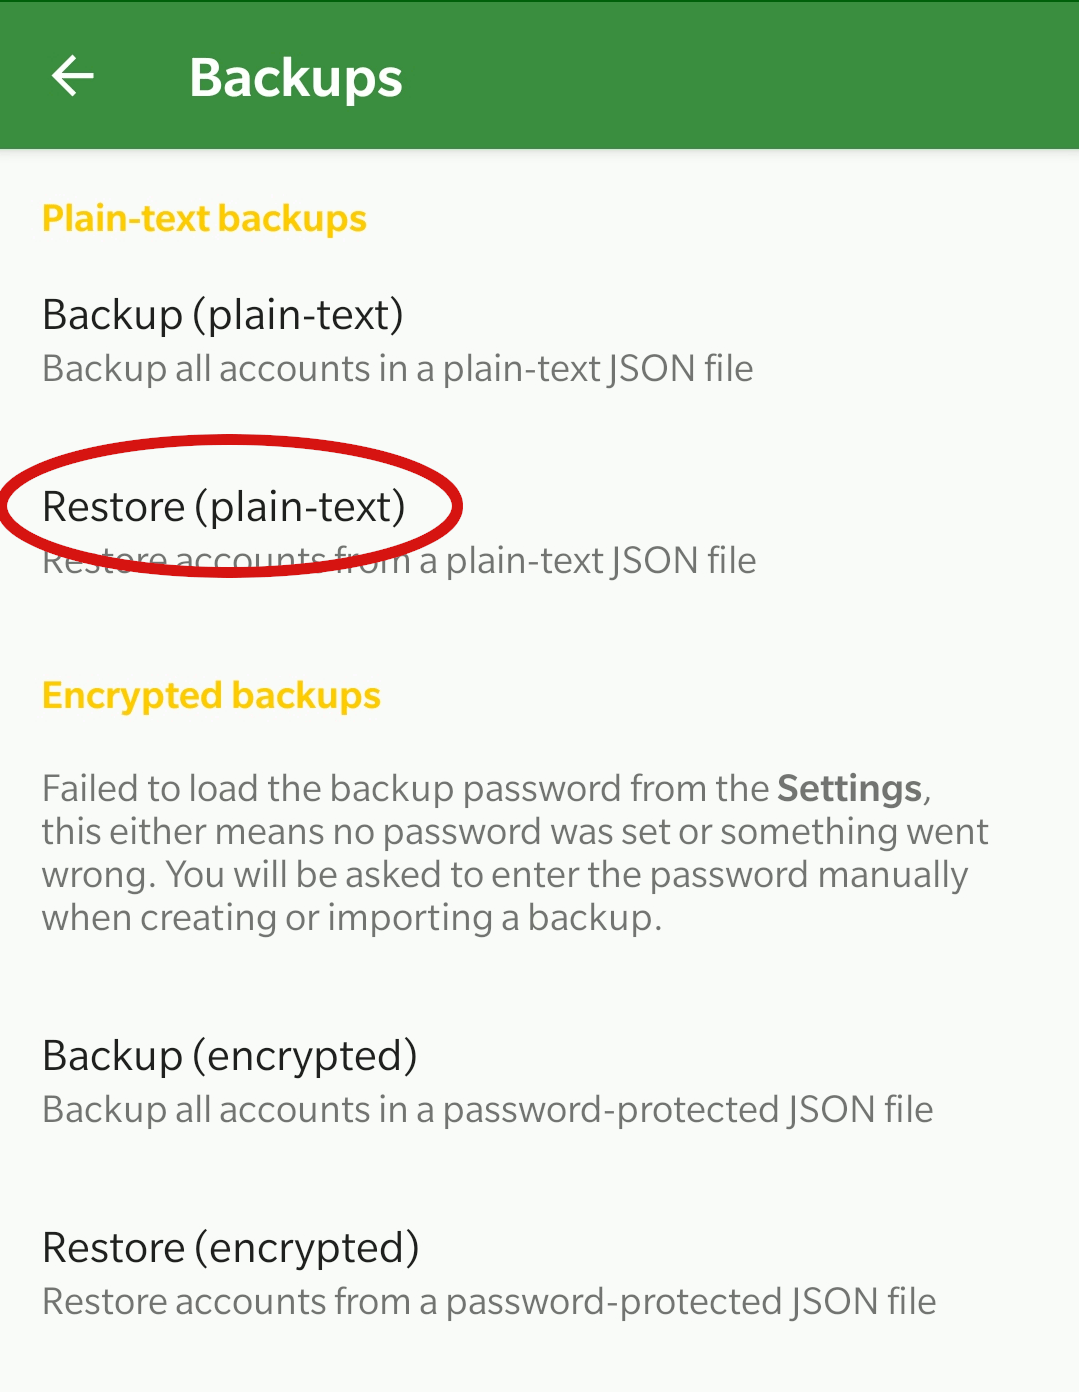 Backups
Plain-text backups
Backup (plain-text)
Backup all accounts in a plain-text JSON file
Restore (plain-text)
Restore accounts from a plain-text JSON file
Encrypted backups
Failed to load the backup password from the Settings,
this either means no password was set or something went
wrong. You will be asked to enter the password manually
when creating or importing a backup.
Backup (encrypted)
Backup all accounts in a password-protected JSON file
Restore (encrypted)
Restore accounts from a password-protected JSON file